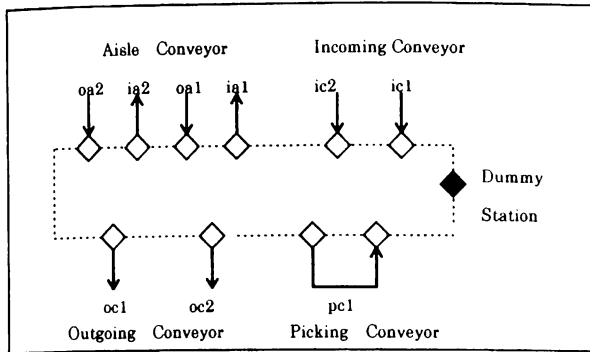 Aisle Conveyor Incoming Conveyor
oa2 ia2 oa1 ia1 ic2 ic1
Dummy
Station
oc1 oc2 pc1
Outgoing Conveyor Picking Conveyor